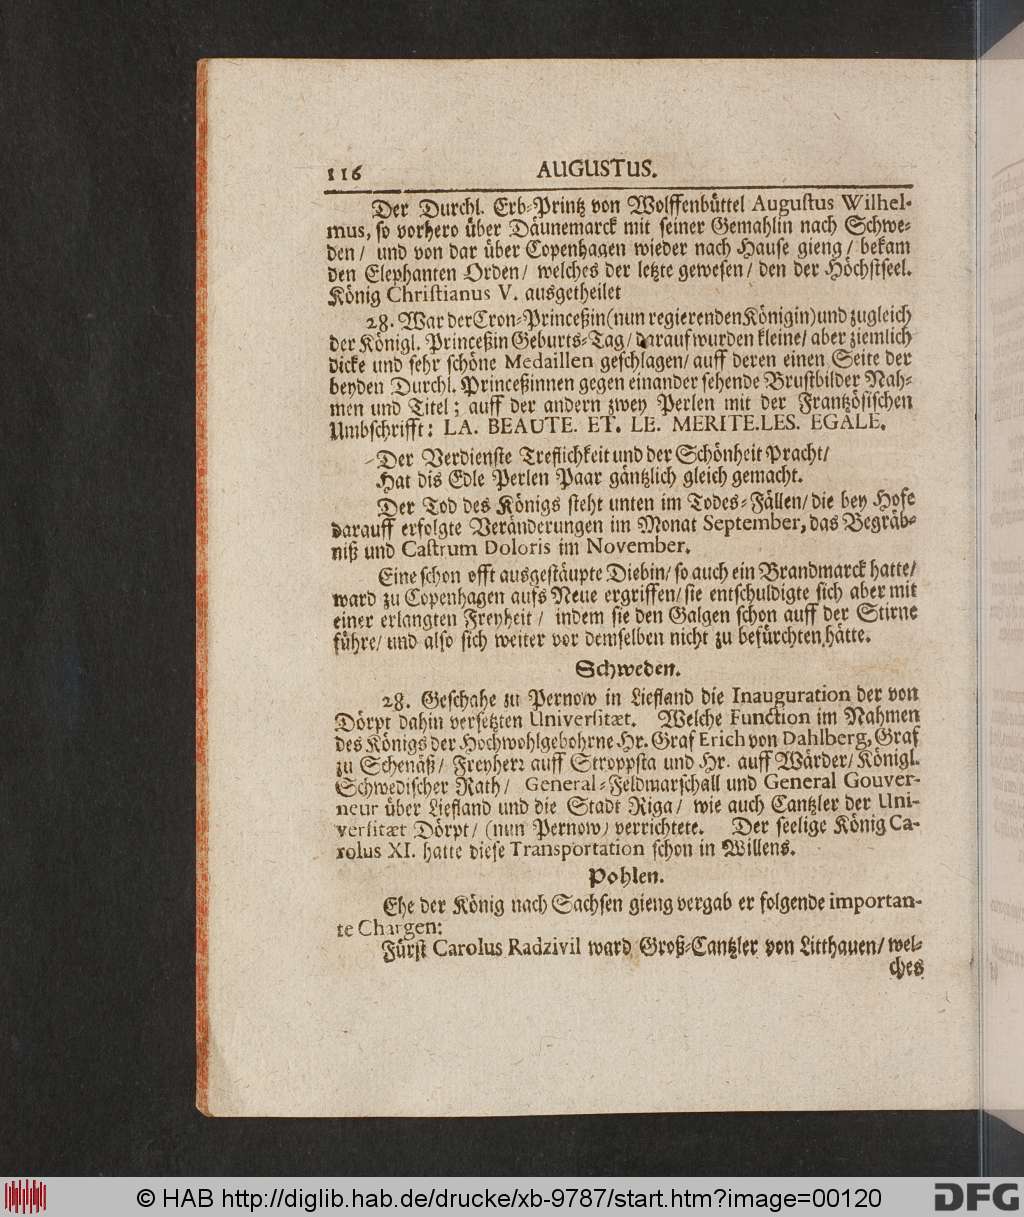 116 AUGUSTUS.
Der Durchl. Erb-Printz von Wolffenbüttel Augustus Wilhel-
mus, so vorhero über Däunemarck mit seiner Gemahlin nach Schwe-
den/ und von dar über Copenhagen wieder nach Hause gieng/ bekam
den Elephanten Orden/ welches der letzte gewesen/ den der Höchstseel.
König Christianus V. ausgetheilet
28. War der Cron-Princeßin (nun regierenden Königin) und zugleich
der Königl. Princeßin Geburts-Tag/ darauf wurden kleine/ aber ziemlich
dicke und sehr schöne Medaillen geschlagen/ auff deren einen Seite der
beyden Durchl. Princeßinnen gegen einander sehende Brustbilder Nah-
men und Titel; auff der andern zwey Perlen mit der Frantzösischen
Umbschrifft: LA. BEAUTE. ET. LE. MERITE.LES. EGALE.
Der Verdienste Treflichkeit und der Schönheit Pracht/
Hat dis Edle Perlen Paar gäntzlich gleich gemacht.
Der Tod des Königs steht unten im Todes-Fällen/ die bey Hofe
darauff erfolgte Veränderungen im Monat September, das Begräb-
niß und Castrum Doloris im November.
Eine schon offt ausgestäupte Diebin/ so auch ein Brandmarck hatte/
ward zu Copenhagen aufs Neue ergriffen/ sie entschuldigte sich aber mit
einer erlangten Freyheit/ indem sie den Galgen schon auff der Stirne
führe/ und also sich weiter vor demselben nicht zu befürchten hätte.
Schweden.
28. Geschahe zu Pernow in Liefland die Inauguration der von
Dörpt dahin versetzten Universitæt. Welche Function im Nahmen
des Königs der Hochwohlgebohrne Hr. Graf Erich von Dahlberg, Graf
zu Schenäß/ Freyherr auff Stroppsta und Hr. auff Wärder/ Königl.
Schwedischer Rath/ General-Feldmarschall und General Gouver-
neur über Liefland und die Stadt Riga/ wie auch Cantzler der Uni-
versitæt Dörpt/ (nun Pernow) verrichtete. Der seelige König Ca-
rolus XI. hatte diese Transportation schon in Willens.
Pohlen.
Ehe der König nach Sachsen gieng vergab er folgende importan-
te Chargen:
Fürst Carolus Radzivil ward Groß-Cantzler von Litthauen/ wel-
ches
© HAB http://diglib.hab.de/drucke/xb-9787/start.htm?image=00120 DFG